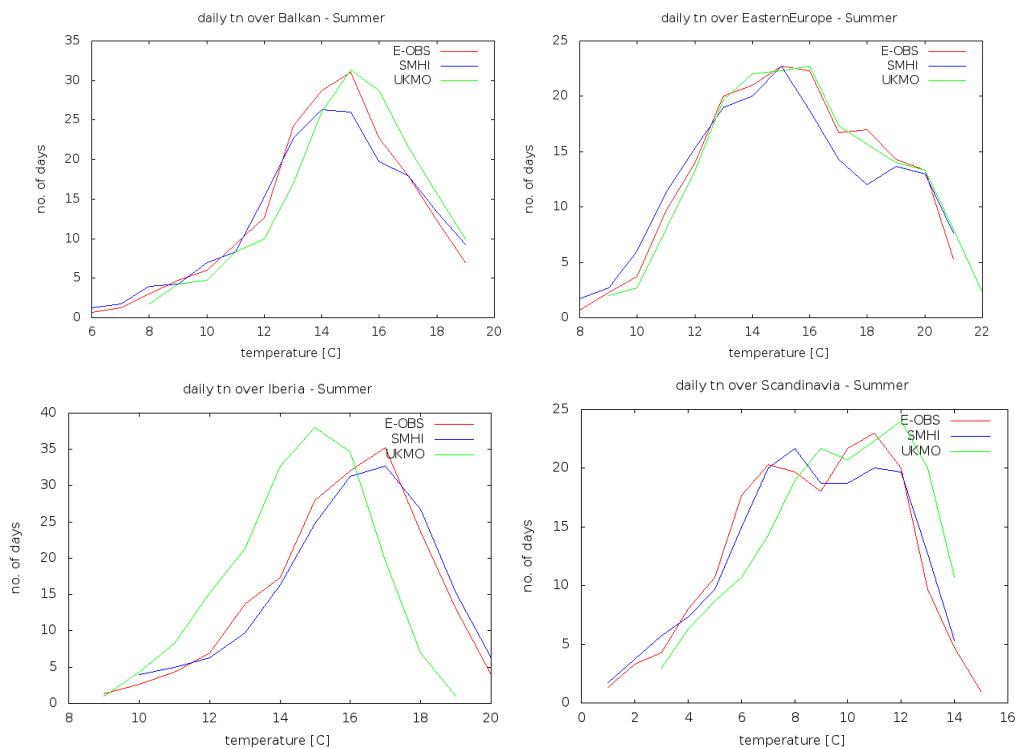 daily tn over Balkan - Summer
35
30
25
20
15
10
5
0
no. of days
E-OBS
SMHI
UKMO
6 8 10 12 14 16 18 20
temperature [C]
daily tn over EasternEurope - Summer
25
20
15
10
5
0
no. of days
E-OBS
SMHI
UKMO
8 10 12 14 16 18 20 22
temperature [C]
daily tn over Iberia - Summer
40
35
30
25
20
15
10
5
0
no. of days
E-OBS
SMHI
UKMO
8 10 12 14 16 18 20
temperature [C]
daily tn over Scandinavia - Summer
25
20
15
10
5
0
no. of days
E-OBS
SMHI
UKMO
0 2 4 6 8 10 12 14 16
temperature [C]